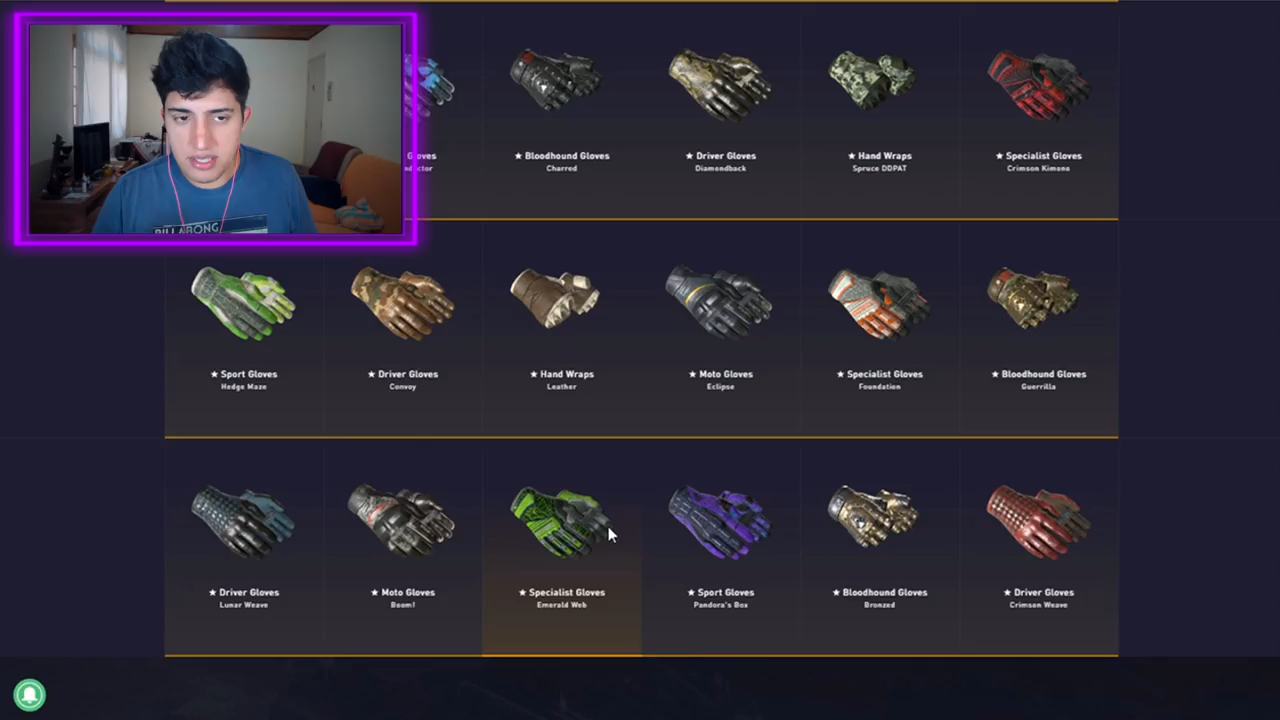 BILLABONG
Gloves
★ Bloodhound Gloves
Charred
★ Driver Gloves
Diamondback
★ Hand Wraps
Spruce DDPAT
★ Specialist Gloves
Crimson Kimono
★ Sport Gloves
Hedge Maze
★ Driver Gloves
Convoy
★ Hand Wraps
Leather
★ Moto Gloves
Eclipse
★ Specialist Gloves
Foundation
★ Bloodhound Gloves
Guerrilla
★ Driver Gloves
Lunar Weave
★ Moto Gloves
Boom!
★ Specialist Gloves
Emerald Web
★ Sport Gloves
Pandora's Box
★ Bloodhound Gloves
Bronzed
★ Driver Gloves
Crimson Weave